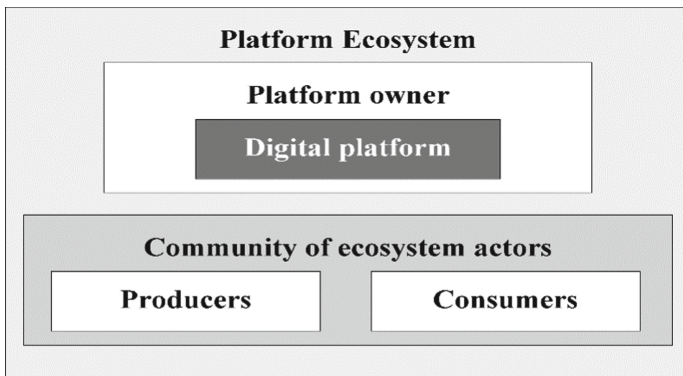 Platform Ecosystem
Platform owner
Digital platform
Community of ecosystem actors
Producers
Consumers